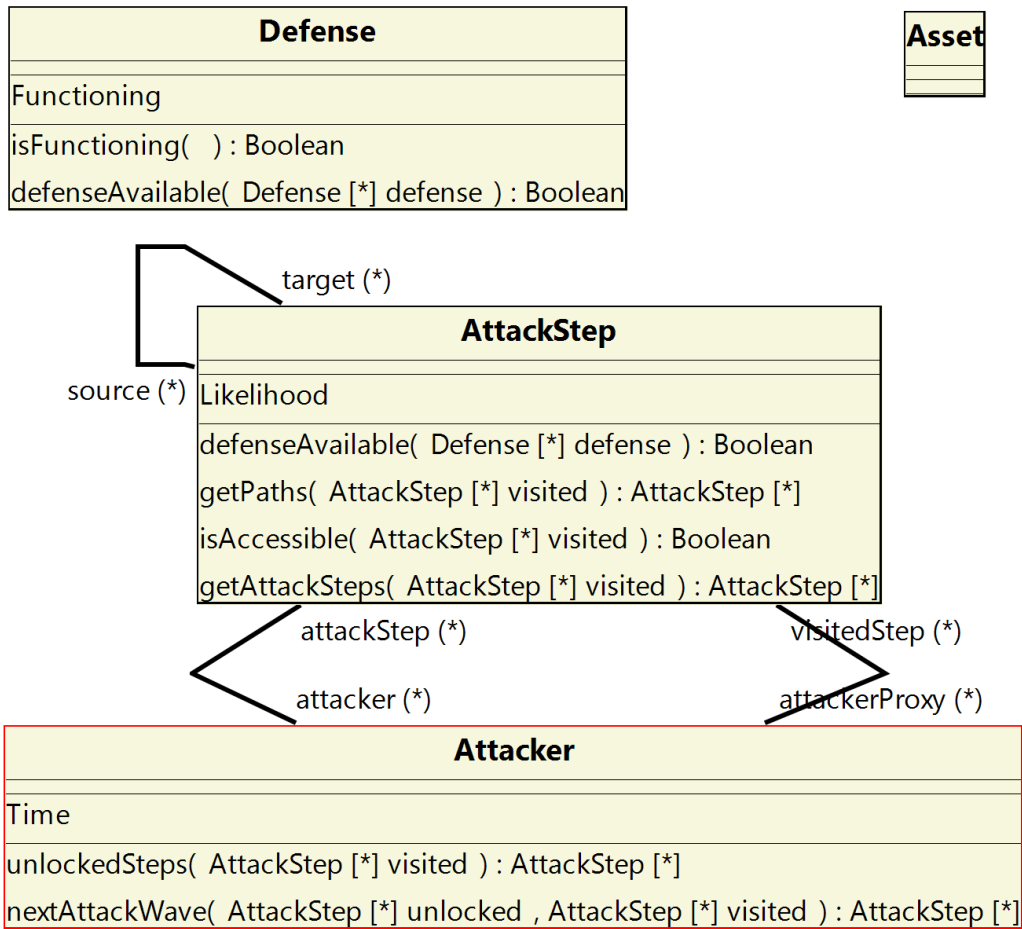 Defense
Asset
Functioning
isFunctioning( ) : Boolean
defenseAvailable( Defense [*] defense ) : Boolean
target (*)
AttackStep
source (*)
Likelihood
defenseAvailable( Defense [*] defense ) : Boolean
getPaths( AttackStep [*] visited ) : AttackStep [*]
isAccessible( AttackStep [*] visited ) : Boolean
getAttackSteps( AttackStep [*] visited ) : AttackStep [*]
attackStep (*)
visitedStep (*)
attacker (*)
attackerProxy (*)
Attacker
Time
unlockedSteps( AttackStep [*] visited ) : AttackStep [*]
nextAttackWave( AttackStep [*] unlocked , AttackStep [*] visited ) : AttackStep [*]